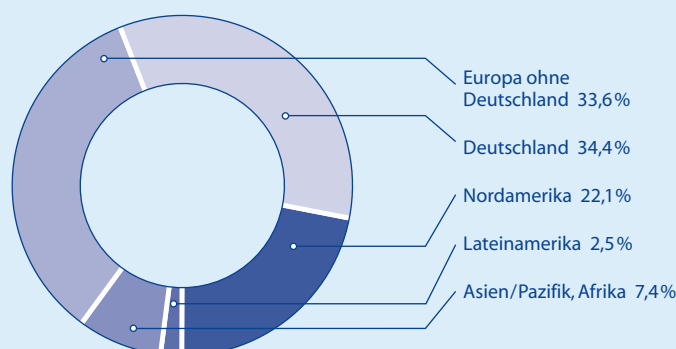 Europa ohne
Deutschland 33,6%
Deutschland 34,4%
Nordamerika 22,1%
Lateinamerika 2,5%
Asien/Pazifik, Afrika 7,4%